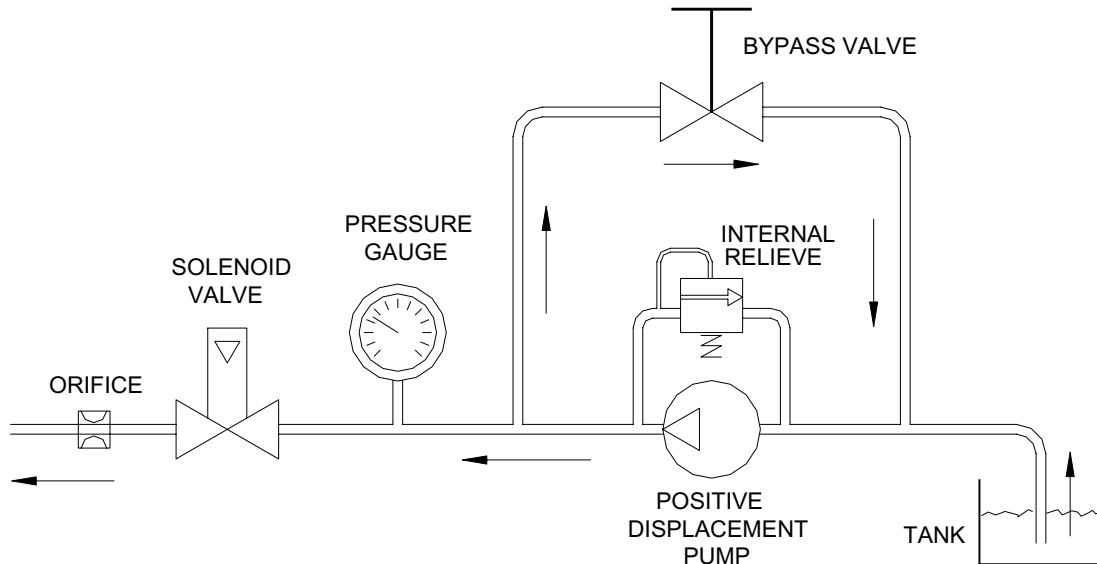 BYPASS VALVE
PRESSURE
GAUGE
INTERNAL
RELIEVE
SOLENOID
VALVE
ORIFICE
POSITIVE
DISPLACEMENT
PUMP
TANK